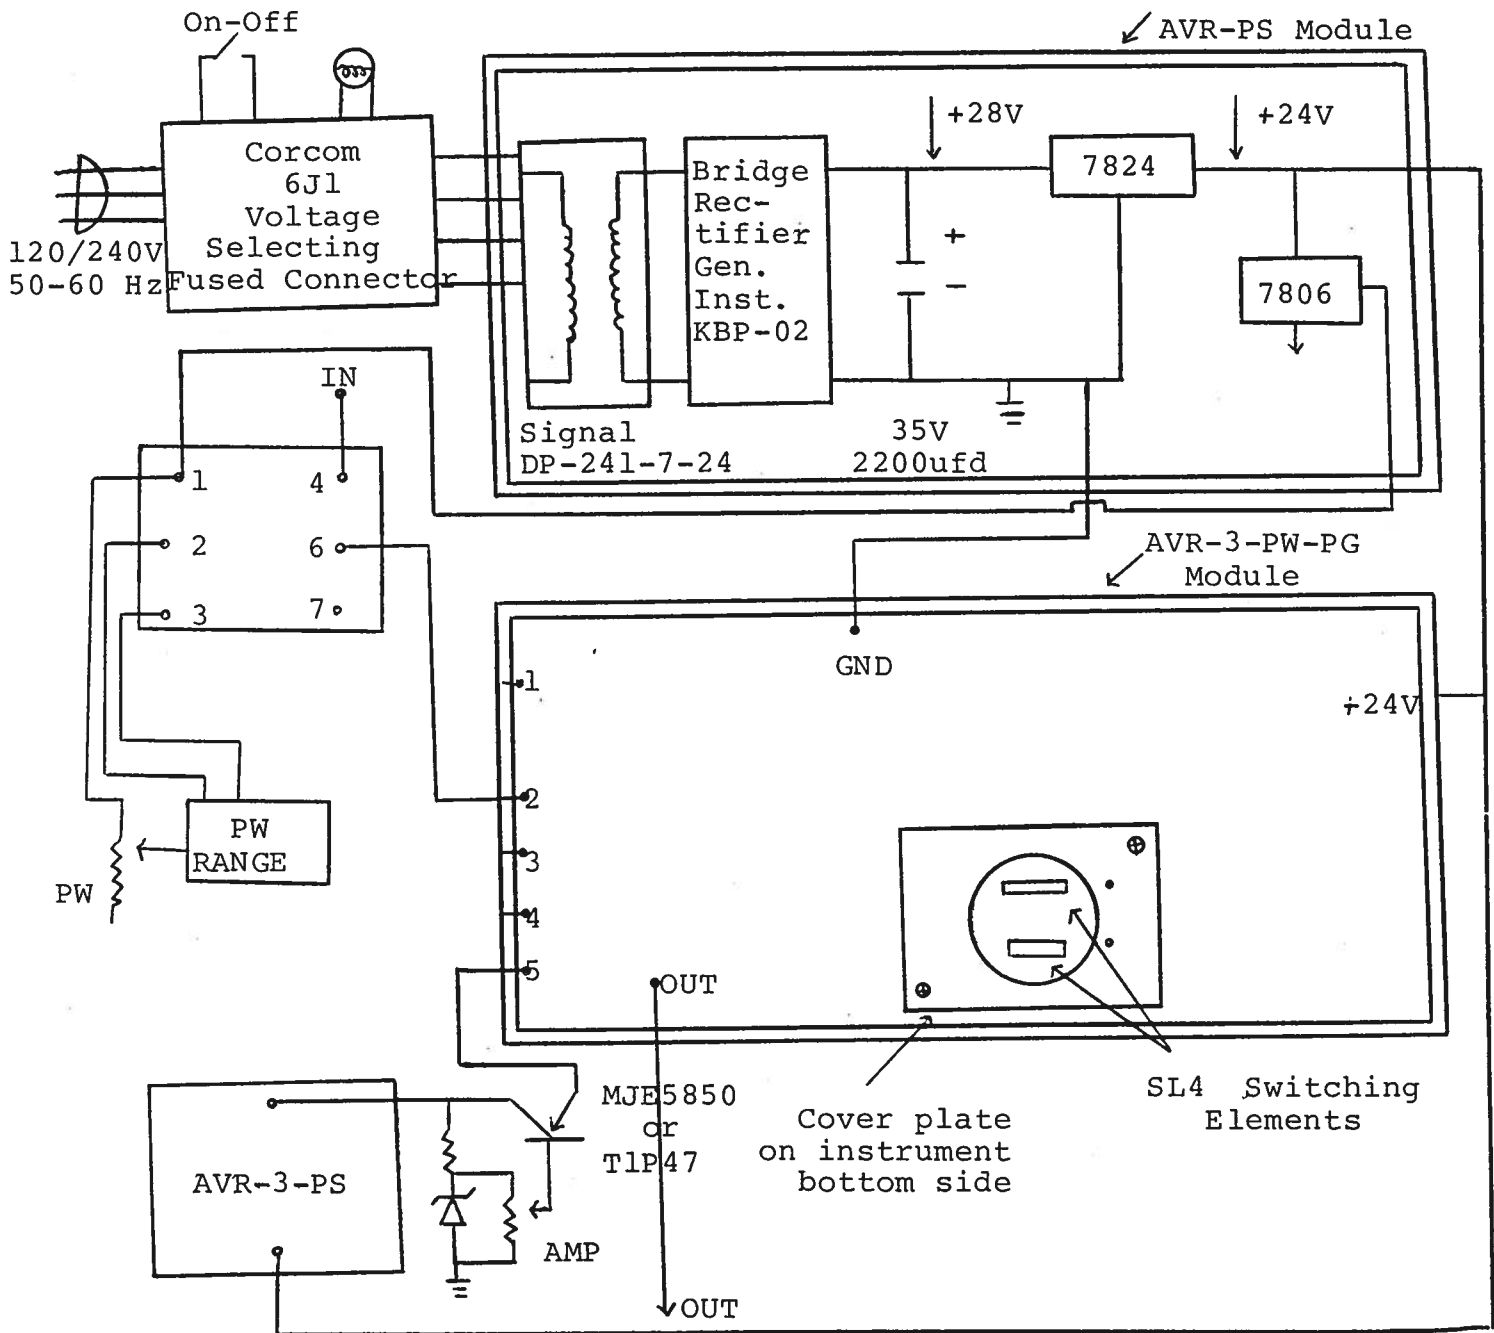 On-Off
AVR-PS Module
+28V
+24V
Corcom
6J1
Voltage
Selecting
Fused Connector
120/240V
50-60 Hz
Bridge
Rec-
tifier
Gen.
Inst.
KBP-02
7824
+
−
7806
Signal
DP-241-7-24
35V
2200ufd
IN
1
4
2
6
3
7
AVR-3-PW-PG
Module
GND
1
+24V
2
3
4
5
PW
RANGE
PW
OUT
SL4 Switching
Elements
Cover plate
on instrument
bottom side
MJE5850
or
T1P47
AVR-3-PS
AMP
OUT